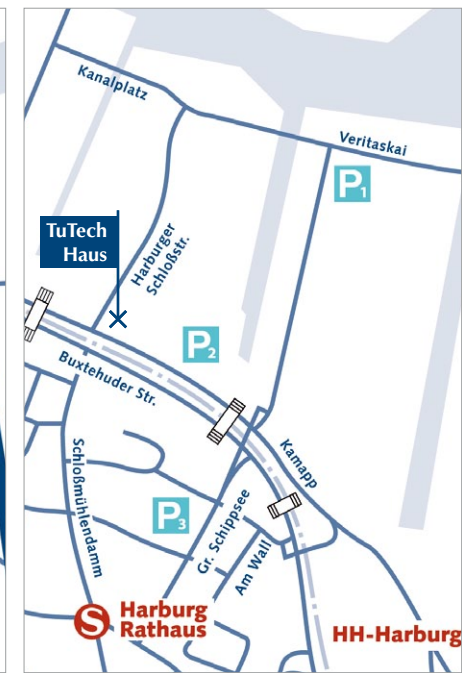 Kanalplatz
Veritaskai
P1
TuTech
Haus
Harburger
Schloßstr.
P2
Buxtehuder Str.
Kamapp
Schloßmühlendamm
P3
Gr. Schippsee
Am Wall
S
Harburg
Rathaus
HH-Harburg